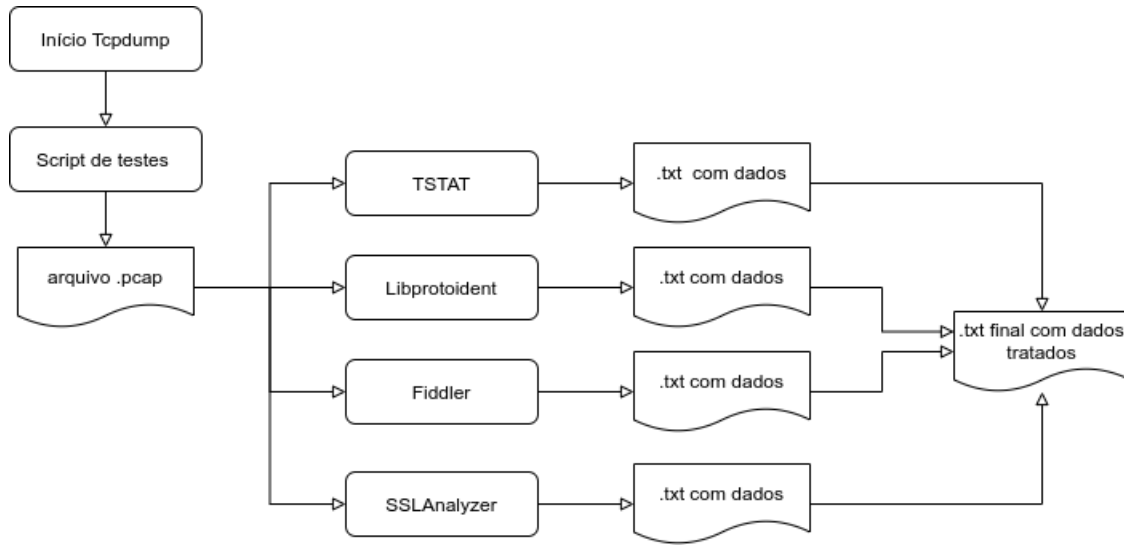 Início Tcpdump
Script de testes
arquivo .pcap
TSTAT
.txt com dados
Libprotoident
.txt com dados
Fiddler
.txt com dados
SSLAnalyzer
.txt com dados
.txt final com dados
tratados